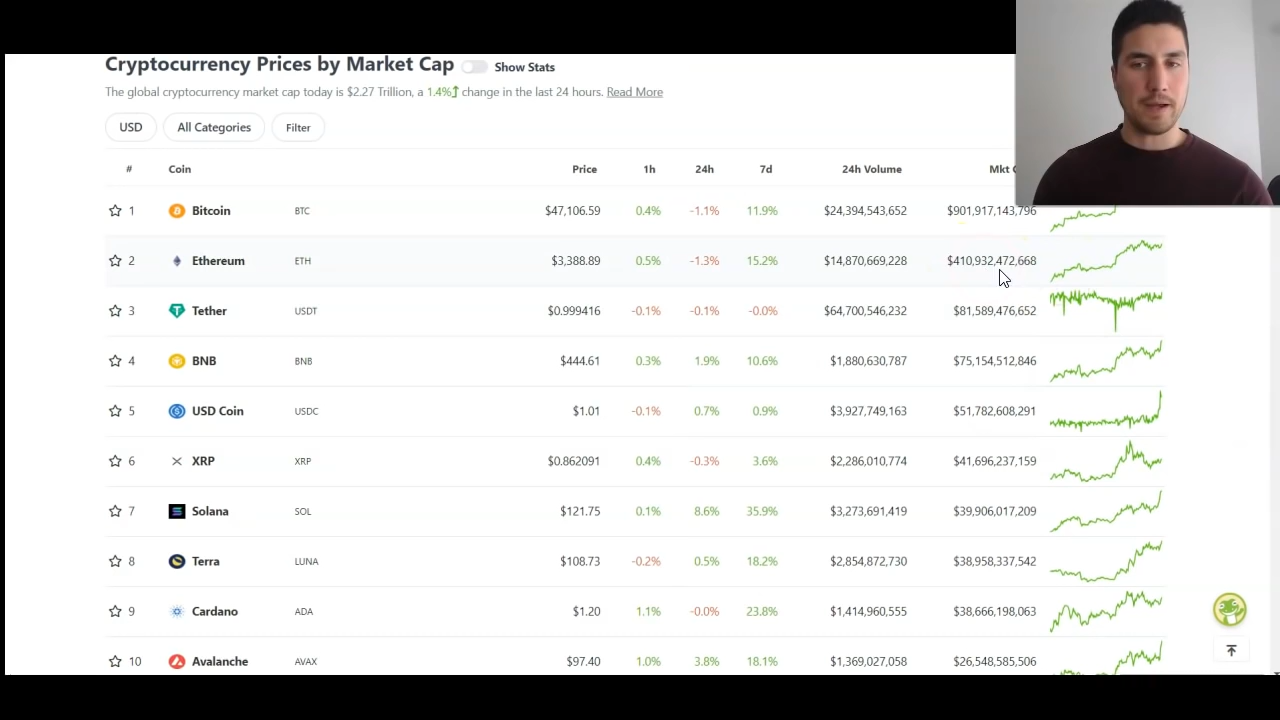 Cryptocurrency Prices by Market Cap Show Stats
The global cryptocurrency market cap today is $2.27 Trillion, a 1.4% change in the last 24 hours. Read More
USD All Categories Filter
# Coin Price 1h 24h 7d 24h Volume Mkt
1 Bitcoin BTC $47,106.59 0.4% -1.1% 11.9% $24,394,543,652 $901,917,143,796
2 Ethereum ETH $3,388.89 0.5% -1.3% 15.2% $14,870,669,228 $410,932,472,668
3 Tether USDT $0.999416 -0.1% -0.1% -0.0% $64,700,546,232 $81,589,476,652
4 BNB BNB $444.61 0.3% 1.9% 10.6% $1,880,630,787 $75,154,512,846
5 USD Coin USDC $1.01 -0.1% 0.7% 0.9% $3,927,749,163 $51,782,608,291
6 XRP XRP $0.862091 0.4% -0.3% 3.6% $2,286,010,774 $41,696,237,159
7 Solana SOL $121.75 0.1% 8.6% 35.9% $3,273,691,419 $39,906,017,209
8 Terra LUNA $108.73 -0.2% 0.5% 18.2% $2,854,872,730 $38,958,337,542
9 Cardano ADA $1.20 1.1% -0.0% 23.8% $1,414,960,555 $38,666,198,063
10 Avalanche AVAX $97.40 1.0% 3.8% 18.1% $1,369,027,058 $26,548,585,506